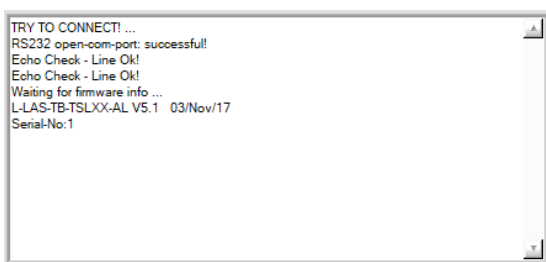 TRY TO CONNECT! ...
RS232 open-com-port: successful!
Echo Check - Line Ok!
Echo Check - Line Ok!
Waiting for firmware info ...
L-LAS-TB-TSLXX-AL V5.1   03/Nov/17
Serial-No:1